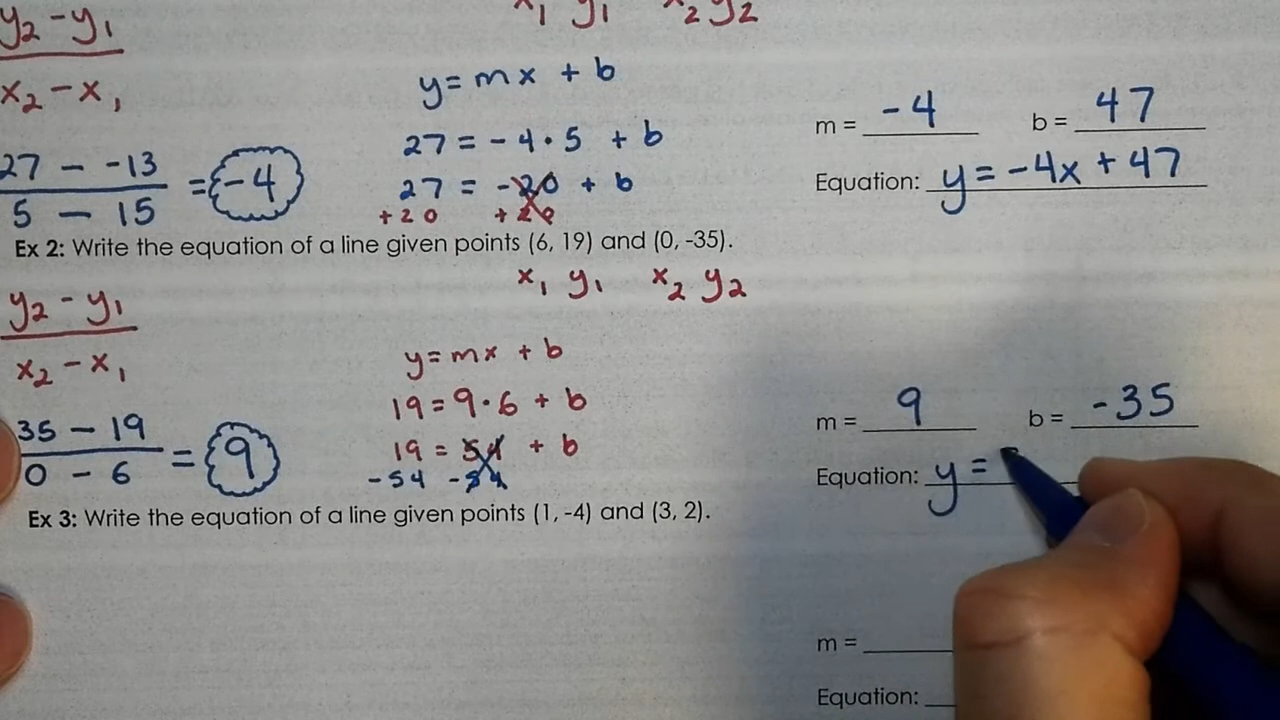 x₁ y₁ x₂ y₂
y₂ - y₁
x₂ - x₁
y = mx + b
m = -4 b = 47
27 = -4 • 5 + b
27 - -13
5 - 15
= -4
27 = -20 + b
+20 +20
Equation: y = -4x + 47
Ex 2: Write the equation of a line given points (6, 19) and (0, -35).
x₁ y₁ x₂ y₂
y₂ - y₁
x₂ - x₁
y = mx + b
19 = 9 • 6 + b
m = 9 b = -35
35 - 19
0 - 6
= 9
19 = 54 + b
-54 -54
Equation: y =
Ex 3: Write the equation of a line given points (1, -4) and (3, 2).
m =
Equation: